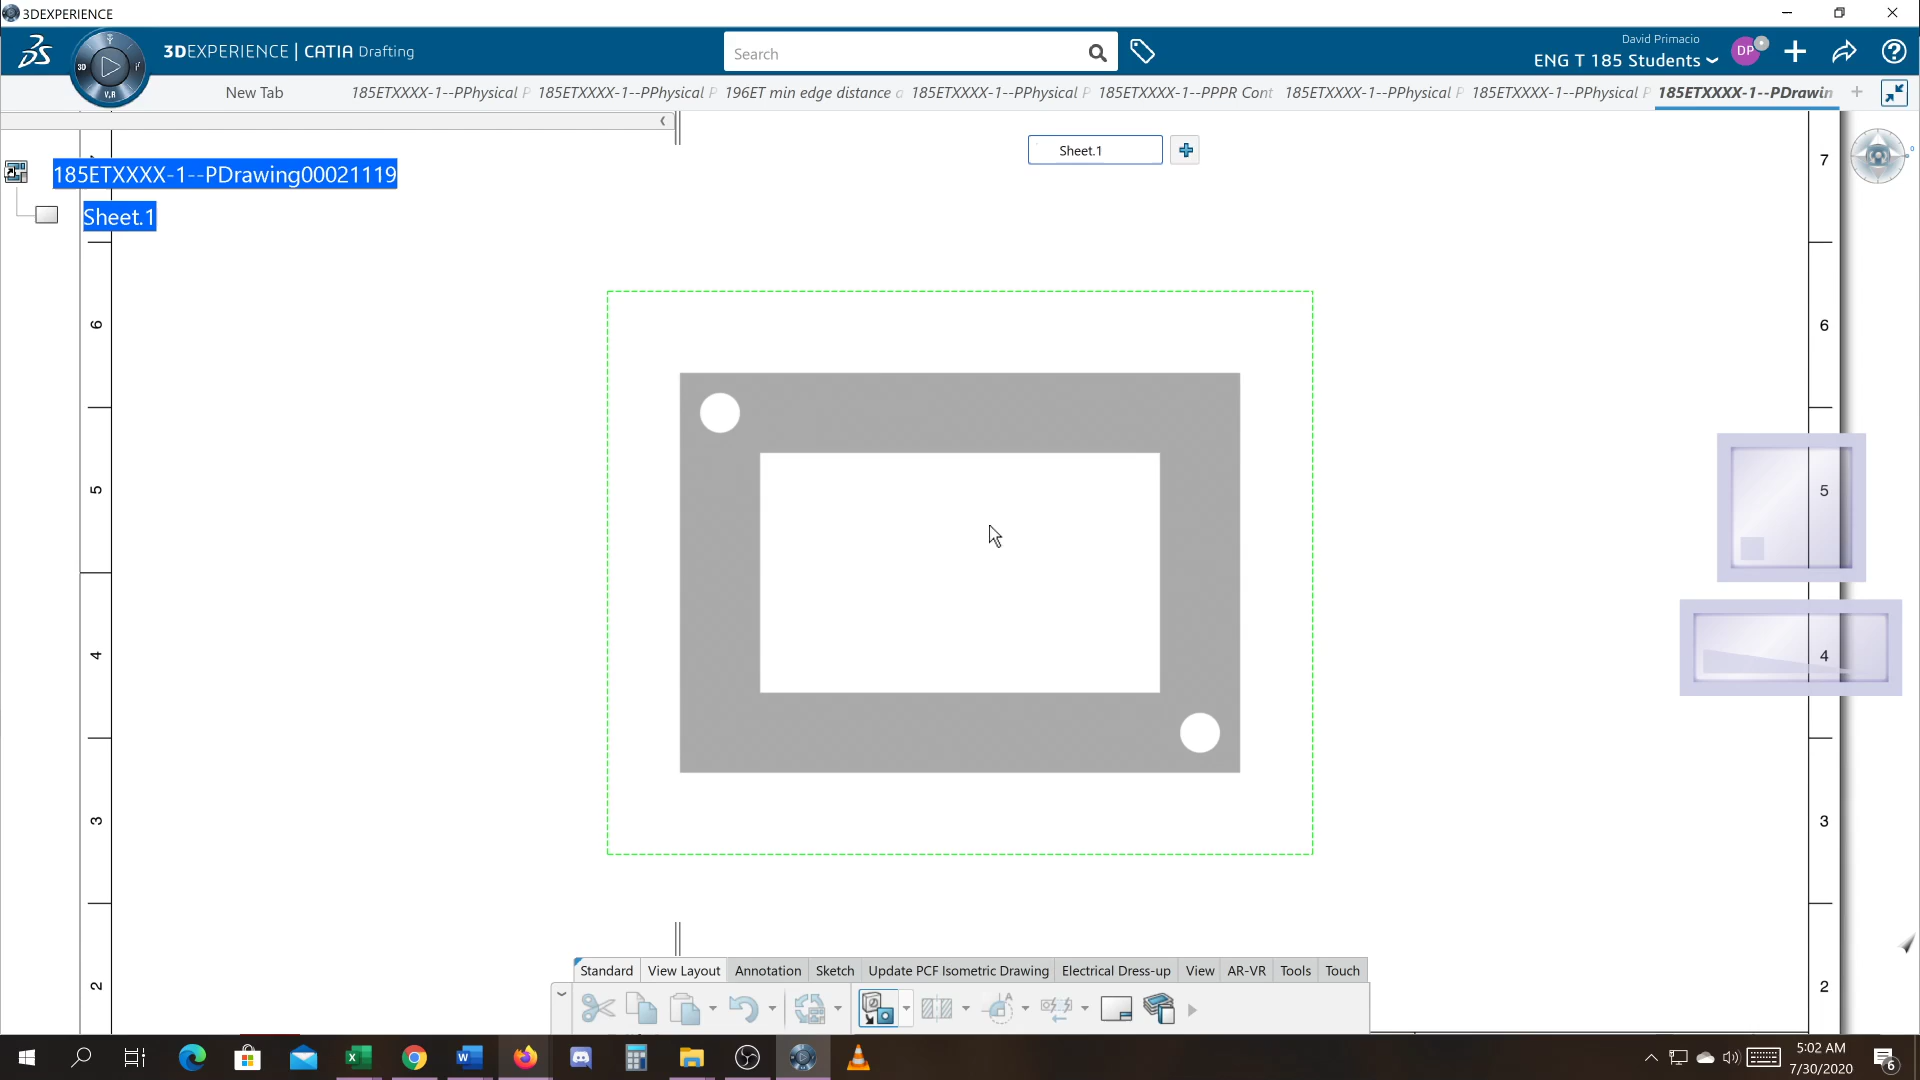 3DEXPERIENCE
3DEXPERIENCE | CATIA Drafting
Search
David Primacio
ENG T 185 Students
DP
3D
V.R
New Tab
185ETXXXX-1--PPhysical P
185ETXXXX-1--PPhysical P
196ET min edge distance a
185ETXXXX-1--PPhysical P
185ETXXXX-1--PPPR Cont
185ETXXXX-1--PPhysical P
185ETXXXX-1--PPhysical P
185ETXXXX-1--PDrawin
Sheet.1
185ETXXXX-1--PDrawing00021119
Sheet.1
7
6
6
5
5
4
4
3
3
2
2
Standard
View Layout
Annotation
Sketch
Update PCF Isometric Drawing
Electrical Dress-up
View
AR-VR
Tools
Touch
5:02 AM
7/30/2020
6